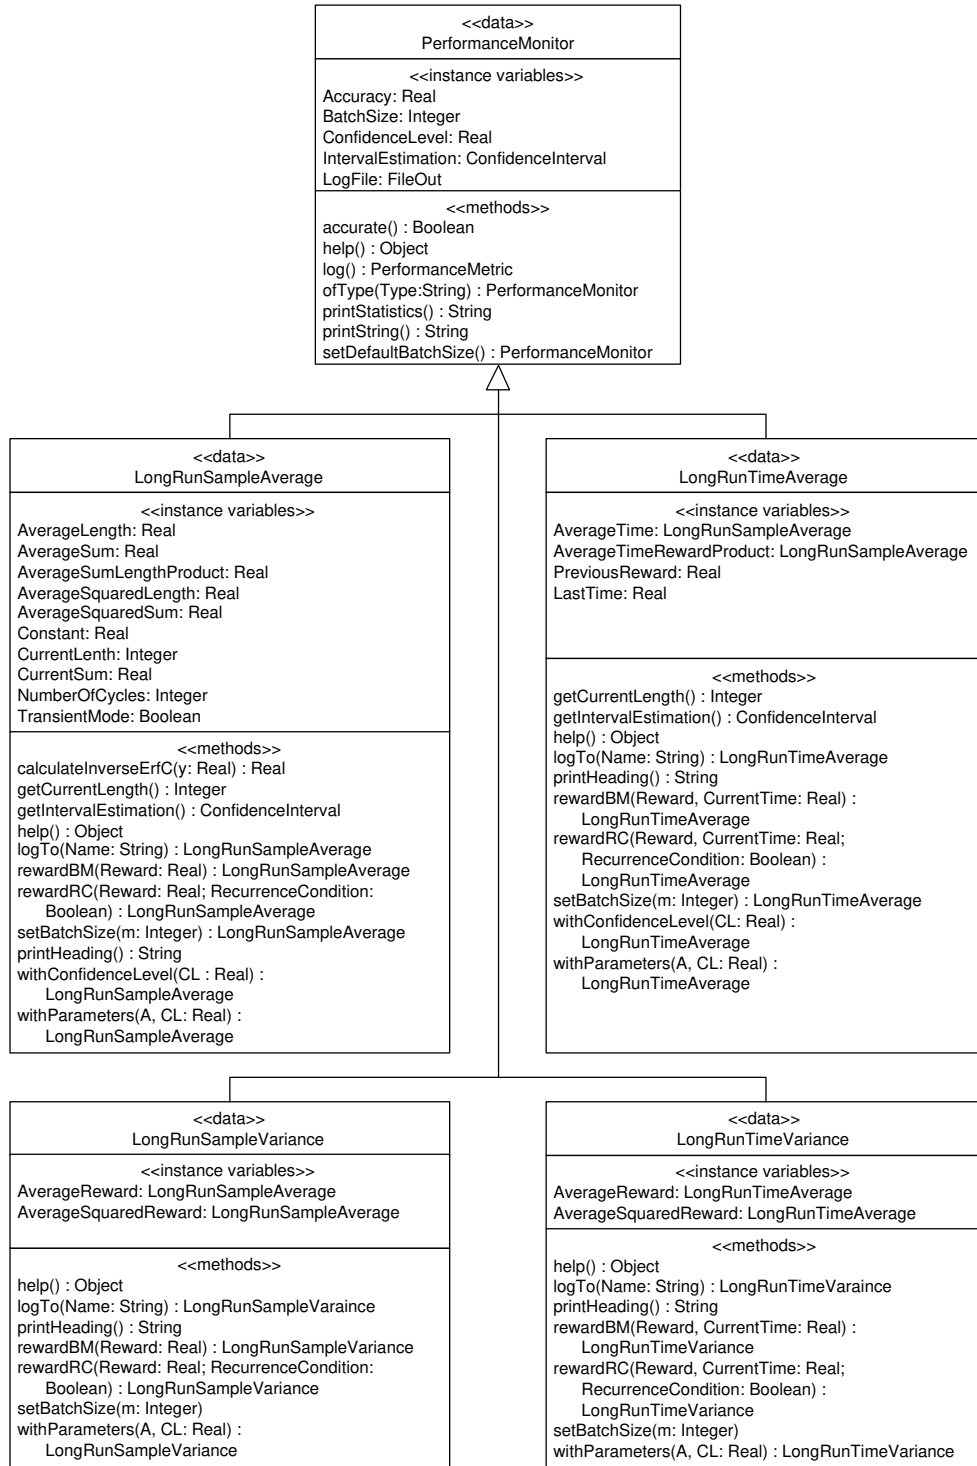 <<data>>
PerformanceMonitor
<<instance variables>>
Accuracy: Real
BatchSize: Integer
ConfidenceLevel: Real
IntervalEstimation: ConfidenceInterval
LogFile: FileOut
<<methods>>
accurate() : Boolean
help() : Object
log() : PerformanceMetric
ofType(Type:String) : PerformanceMonitor
printStatistics() : String
printString() : String
setDefaultBatchSize() : PerformanceMonitor
<<data>>
LongRunSampleAverage
<<instance variables>>
AverageLength: Real
AverageSum: Real
AverageSumLengthProduct: Real
AverageSquaredLength: Real
AverageSquaredSum: Real
Constant: Real
CurrentLenth: Integer
CurrentSum: Real
NumberOfCycles: Integer
TransientMode: Boolean
<<methods>>
calculateInverseErfC(y: Real) : Real
getCurrentLength() : Integer
getIntervalEstimation() : ConfidenceInterval
help() : Object
logTo(Name: String) : LongRunSampleAverage
rewardBM(Reward: Real) : LongRunSampleAverage
rewardRC(Reward: Real; RecurrenceCondition:
Boolean) : LongRunSampleAverage
setBatchSize(m: Integer) : LongRunSampleAverage
printHeading() : String
withConfidenceLevel(CL : Real) :
LongRunSampleAverage
withParameters(A, CL: Real) :
LongRunSampleAverage
<<data>>
LongRunTimeAverage
<<instance variables>>
AverageTime: LongRunSampleAverage
AverageTimeRewardProduct: LongRunSampleAverage
PreviousReward: Real
LastTime: Real
<<methods>>
getCurrentLength() : Integer
getIntervalEstimation() : ConfidenceInterval
help() : Object
logTo(Name: String) : LongRunTimeAverage
printHeading() : String
rewardBM(Reward, CurrentTime: Real) :
LongRunTimeAverage
rewardRC(Reward, CurrentTime: Real;
RecurrenceCondition: Boolean) :
LongRunTimeAverage
setBatchSize(m: Integer) : LongRunTimeAverage
withConfidenceLevel(CL: Real) :
LongRunTimeAverage
withParameters(A, CL: Real) :
LongRunTimeAverage
<<data>>
LongRunSampleVariance
<<instance variables>>
AverageReward: LongRunSampleAverage
AverageSquaredReward: LongRunSampleAverage
<<methods>>
help() : Object
logTo(Name: String) : LongRunSampleVaraince
printHeading() : String
rewardBM(Reward: Real) : LongRunSampleVariance
rewardRC(Reward: Real; RecurrenceCondition:
Boolean) : LongRunSampleVariance
setBatchSize(m: Integer)
withParameters(A, CL: Real) :
LongRunSampleVariance
<<data>>
LongRunTimeVariance
<<instance variables>>
AverageReward: LongRunTimeAverage
AverageSquaredReward: LongRunTimeAverage
<<methods>>
help() : Object
logTo(Name: String) : LongRunTimeVaraince
printHeading() : String
rewardBM(Reward, CurrentTime: Real) :
LongRunTimeVariance
rewardRC(Reward, CurrentTime: Real;
RecurrenceCondition: Boolean) :
LongRunTimeVariance
setBatchSize(m: Integer)
withParameters(A, CL: Real) : LongRunTimeVariance